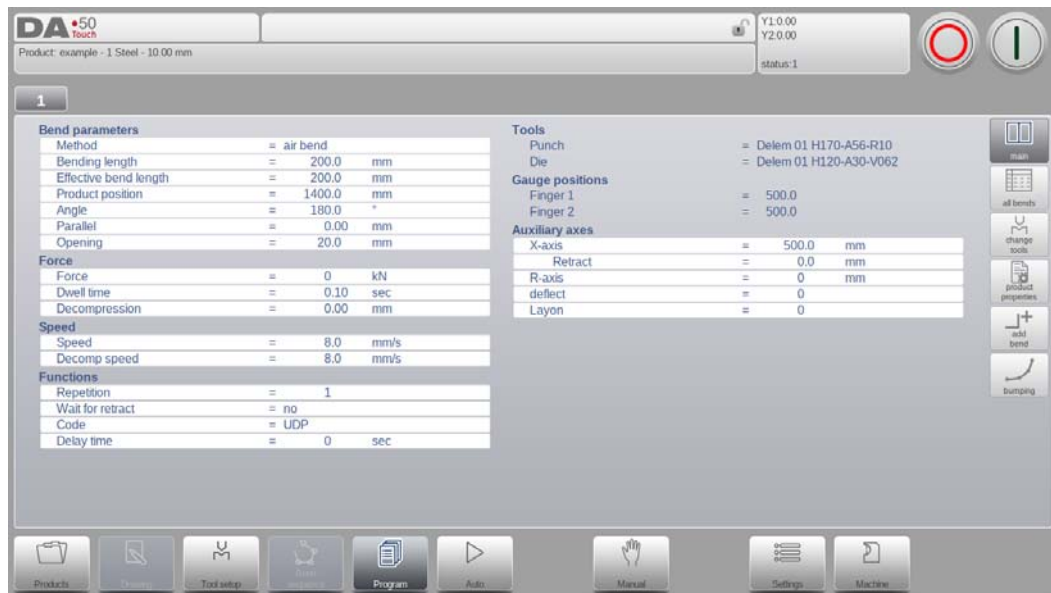 DA•50
Touch
Product: example - 1 Steel - 10.00 mm
Y1:0.00
Y2:0.00
status:1
1
Bend parameters
Method = air bend
Bending length = 200.0 mm
Effective bend length = 200.0 mm
Product position = 1400.0 mm
Angle = 180.0 °
Parallel = 0.00 mm
Opening = 20.0 mm
Force
Force = 0 kN
Dwell time = 0.10 sec
Decompression = 0.00 mm
Speed
Speed = 8.0 mm/s
Decomp speed = 8.0 mm/s
Functions
Repetition = 1
Wait for retract = no
Code = UDP
Delay time = 0 sec
Tools
Punch = Delem 01 H170-A56-R10
Die = Delem 01 H120-A30-V062
Gauge positions
Finger 1 = 500.0
Finger 2 = 500.0
Auxiliary axes
X-axis = 500.0 mm
Retract = 0.0 mm
R-axis = 0 mm
deflect = 0
Layon = 0
main
all bends
change
tools
product
properties
add
bend
bumping
Products
Drawing
Tool setup
Bend
sequence
Program
Auto
Manual
Settings
Machine